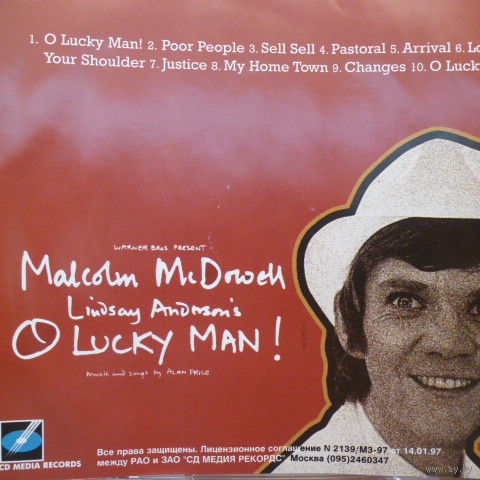 1. O Lucky Man! 2. Poor People 3. Sell Sell 4. Pastoral 5. Arrival 6. Lo
Your Shoulder 7. Justice 8. My Home Town 9. Changes 10. O Luck
WARNER BROS PRESENT
Malcolm McDowell
Lindsay Anderson's
O LUCKY MAN!
music and songs by ALAN PRICE
CD MEDIA RECORDS
Все права защищены. Лицензионное соглашение N 2139/МЗ-97 от 14.01.97
между РАО и ЗАО "СД МЕДИЯ РЕКОРДС" Москва (095)2460347